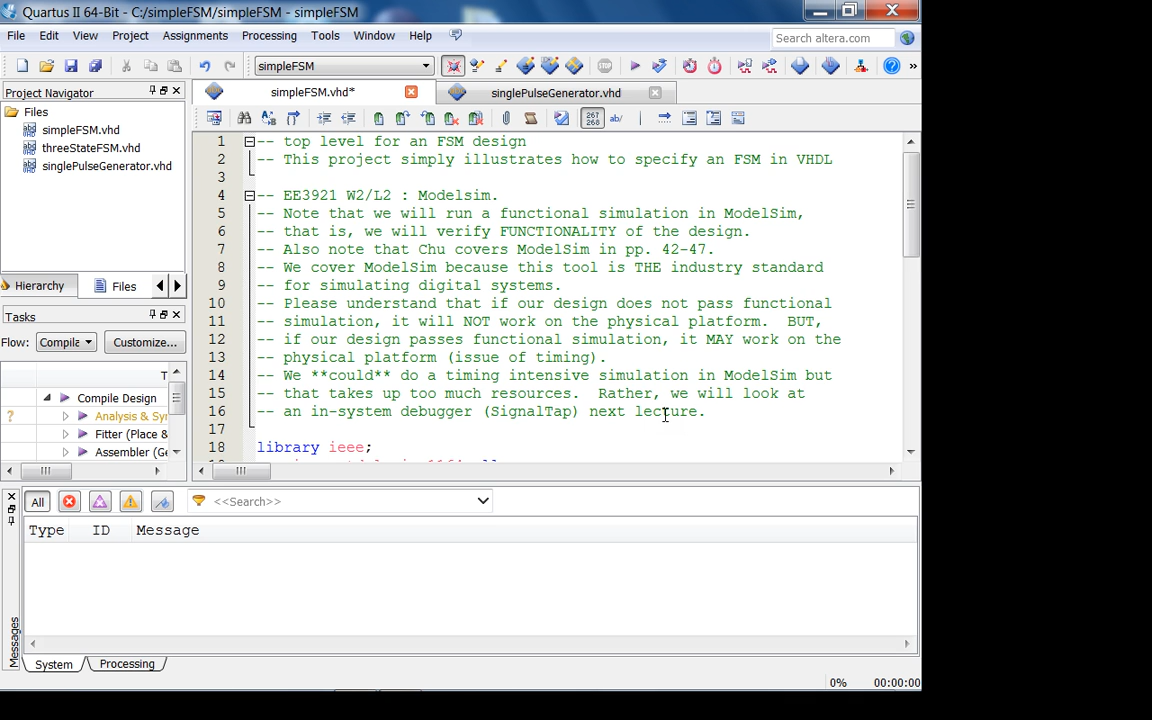 Quartus II 64-Bit - C:/simpleFSM/simpleFSM - simpleFSM
File Edit View Project Assignments Processing Tools Window Help
Search altera.com
simpleFSM
STOP
»
Project Navigator
Files
simpleFSM.vhd
threeStateFSM.vhd
singlePulseGenerator.vhd
Hierarchy
Files
Tasks
Flow: Compila
Customize...
T
Compile Design
? Analysis & Syn
Fitter (Place &
Assembler (Ge
simpleFSM.vhd*
singlePulseGenerator.vhd
267
268
ab/
1 -- top level for an FSM design
2 -- This project simply illustrates how to specify an FSM in VHDL
3
4 -- EE3921 W2/L2 : Modelsim.
5 -- Note that we will run a functional simulation in ModelSim,
6 -- that is, we will verify FUNCTIONALITY of the design.
7 -- Also note that Chu covers ModelSim in pp. 42-47.
8 -- We cover ModelSim because this tool is THE industry standard
9 -- for simulating digital systems.
10 -- Please understand that if our design does not pass functional
11 -- simulation, it will NOT work on the physical platform.  BUT,
12 -- if our design passes functional simulation, it MAY work on the
13 -- physical platform (issue of timing).
14 -- We **could** do a timing intensive simulation in ModelSim but
15 -- that takes up too much resources.  Rather, we will look at
16 -- an in-system debugger (SignalTap) next lecture.
17
18 library ieee;
All
<<Search>>
Type ID Message
Messages
System Processing
0% 00:00:00